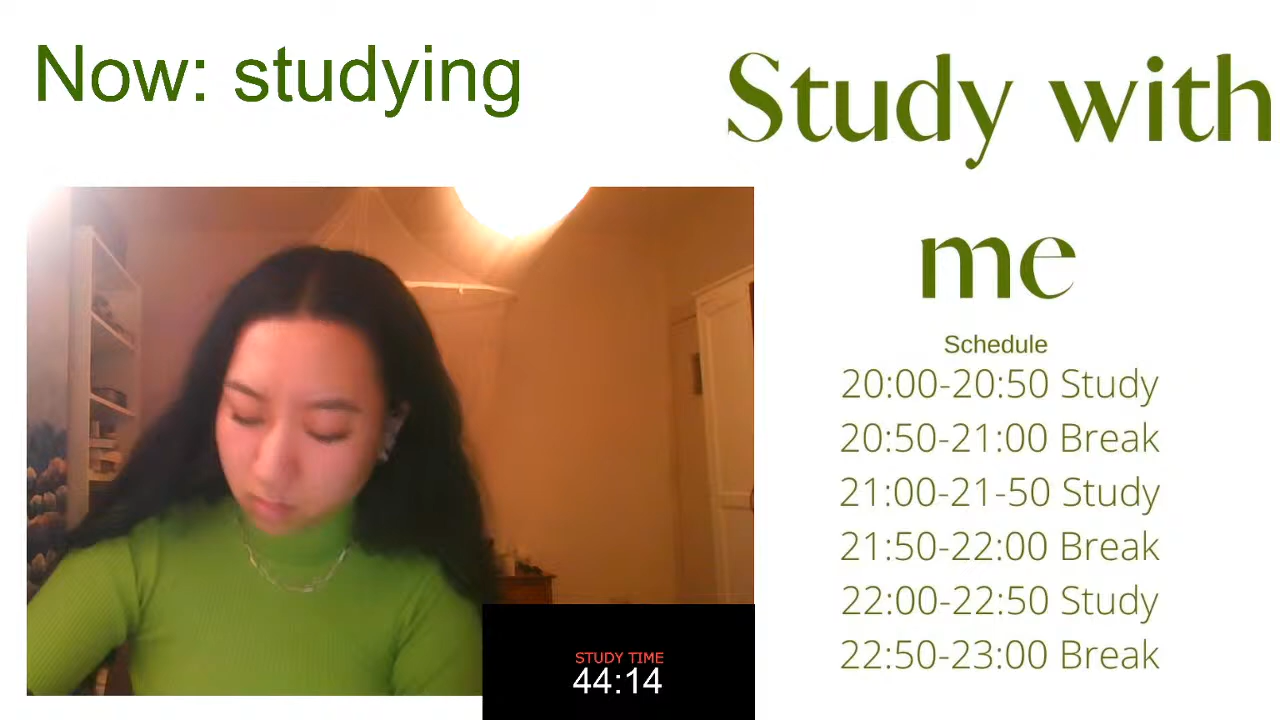 Now: studying
Study with
me
Schedule
20:00-20:50 Study
20:50-21:00 Break
21:00-21-50 Study
21:50-22:00 Break
22:00-22:50 Study
22:50-23:00 Break
STUDY TIME
44:14